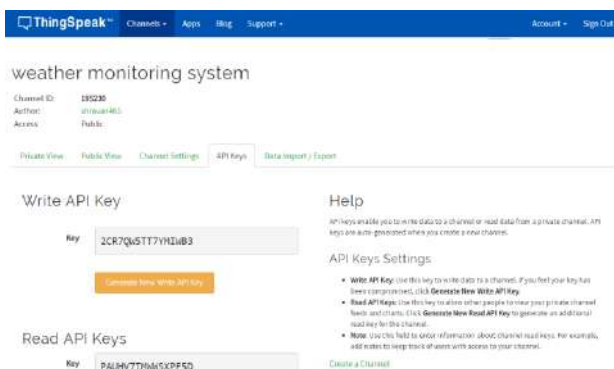 ThingSpeak™ Channels Apps Blog Support Account Sign Out
weather monitoring system
Channel ID: 195230
Author:
Access: Public
Private View Public View Channel Settings API Keys Data Import / Export
Write API Key
Key 2CR7QW5TT7YMIWB3
Generate New Write API Key
Read API Keys
Key
Help
API keys enable you to write data to a channel or read data from a private channel. API
keys are auto-generated when you create a new channel.
API Keys Settings
Write API Key: Use this key to write data to a channel. If you feel your key has
been compromised, click Generate New Write API Key.
Read API Keys: Use this key to allow other people to view your private channel
feeds and charts. Click Generate New Read API Key to generate an additional
read key for the channel.
Note: Use this field to enter information about channel read keys. For example,
add notes to keep track of users with access to your channel.
Create a Channel